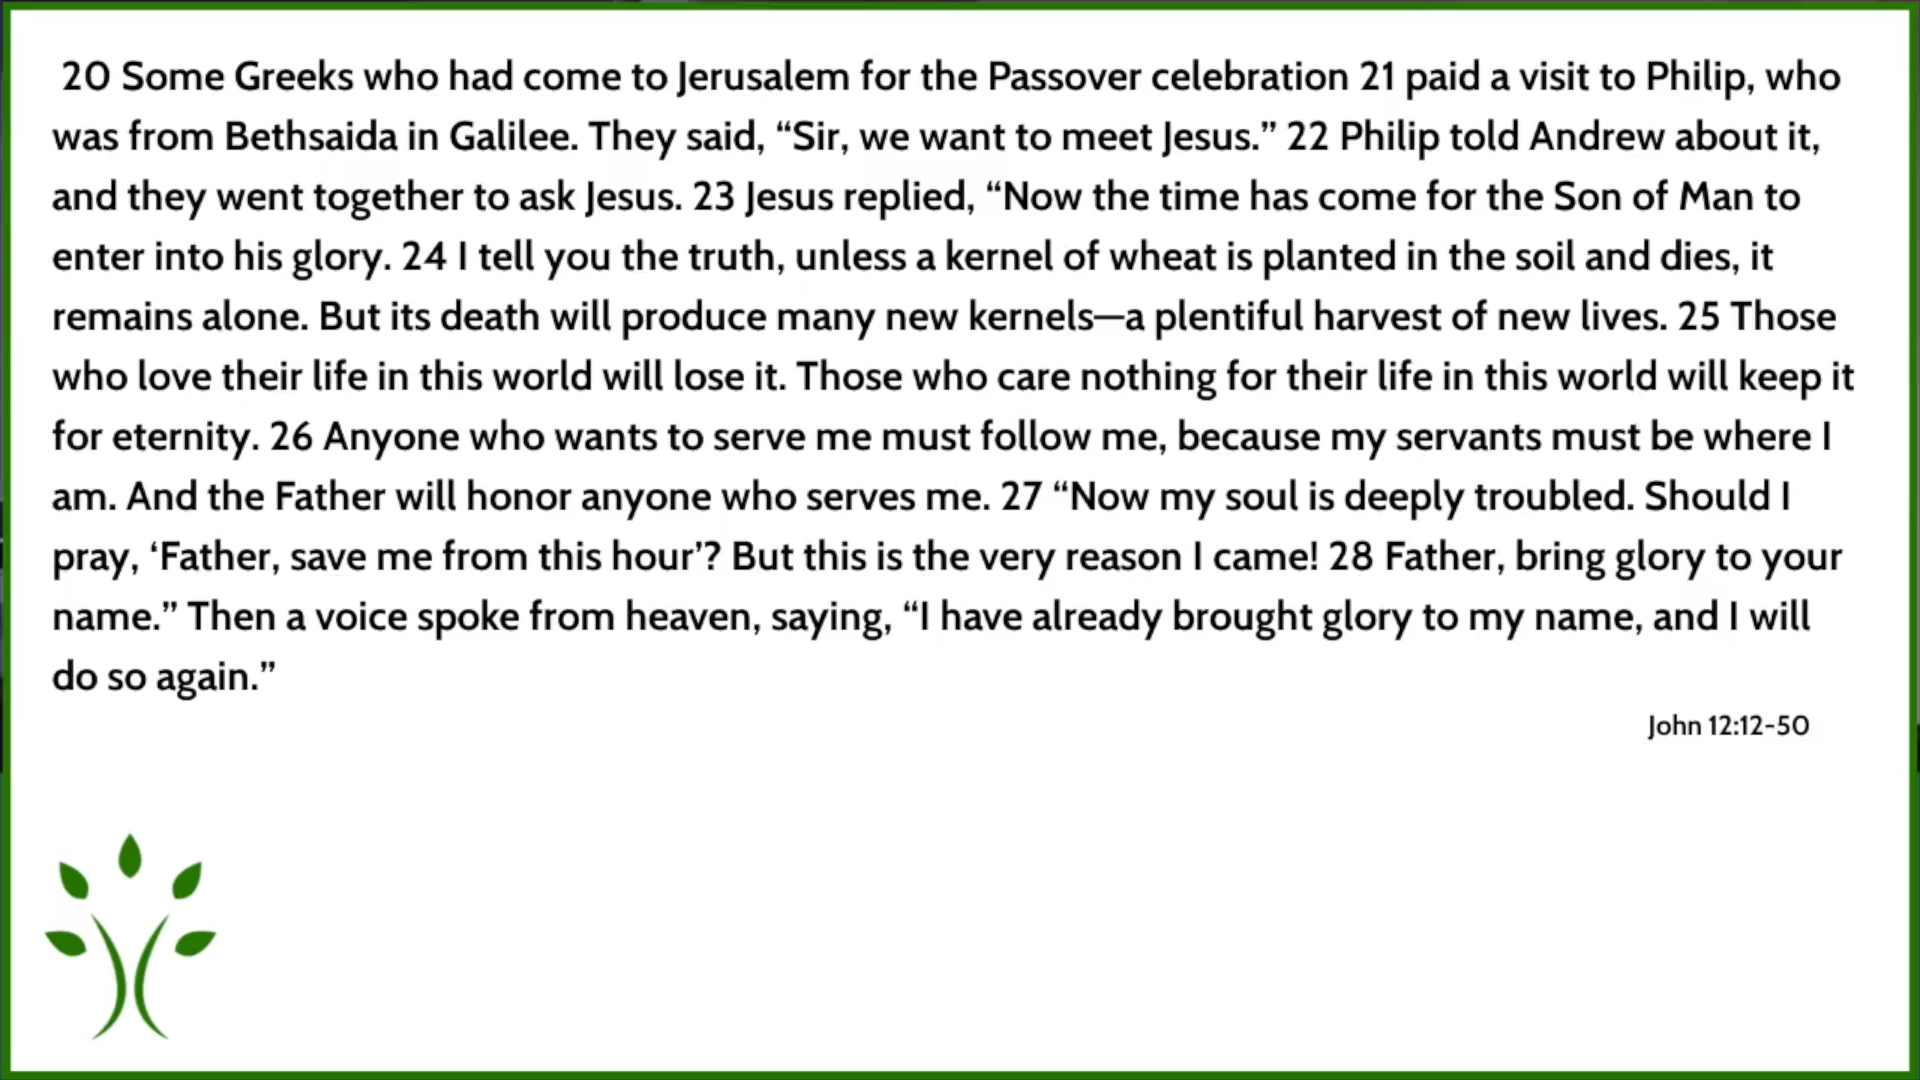 20 Some Greeks who had come to Jerusalem for the Passover celebration 21 paid a visit to Philip, who
was from Bethsaida in Galilee. They said, “Sir, we want to meet Jesus.” 22 Philip told Andrew about it,
and they went together to ask Jesus. 23 Jesus replied, “Now the time has come for the Son of Man to
enter into his glory. 24 I tell you the truth, unless a kernel of wheat is planted in the soil and dies, it
remains alone. But its death will produce many new kernels—a plentiful harvest of new lives. 25 Those
who love their life in this world will lose it. Those who care nothing for their life in this world will keep it
for eternity. 26 Anyone who wants to serve me must follow me, because my servants must be where I
am. And the Father will honor anyone who serves me. 27 “Now my soul is deeply troubled. Should I
pray, ‘Father, save me from this hour’? But this is the very reason I came! 28 Father, bring glory to your
name.” Then a voice spoke from heaven, saying, “I have already brought glory to my name, and I will
do so again.”
John 12:12-50